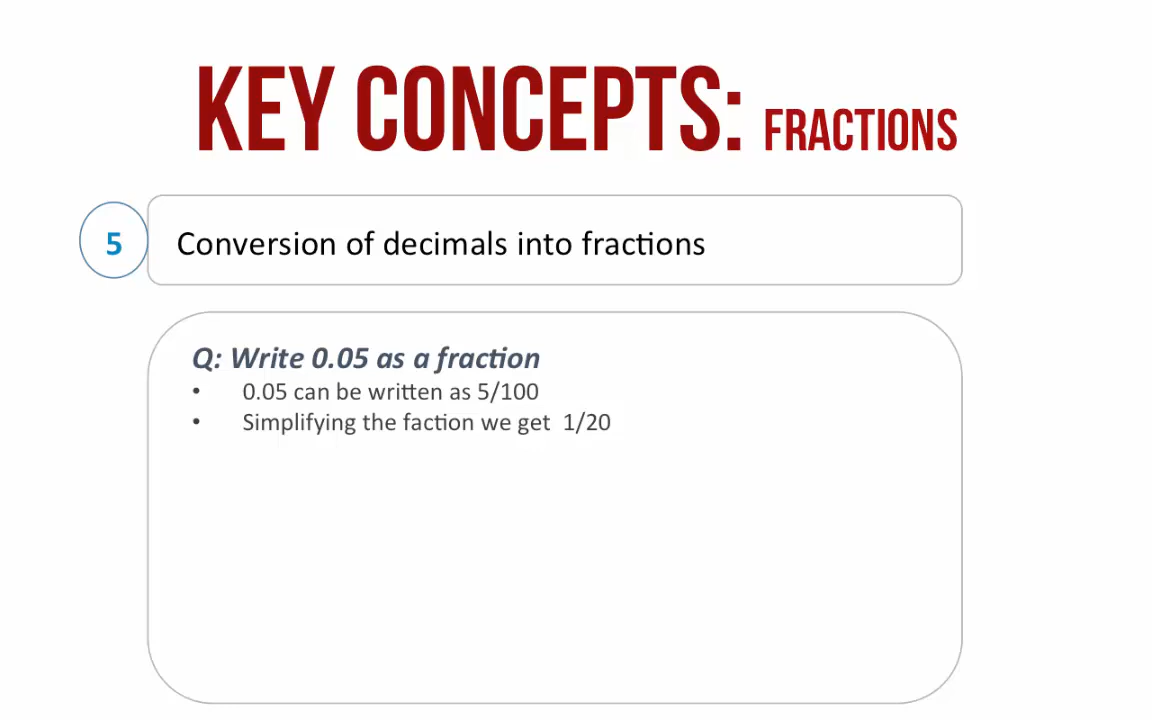 KEY CONCEPTS: FRACTIONS
5 Conversion of decimals into fractions
Q: Write 0.05 as a fraction
• 0.05 can be written as 5/100
• Simplifying the faction we get 1/20